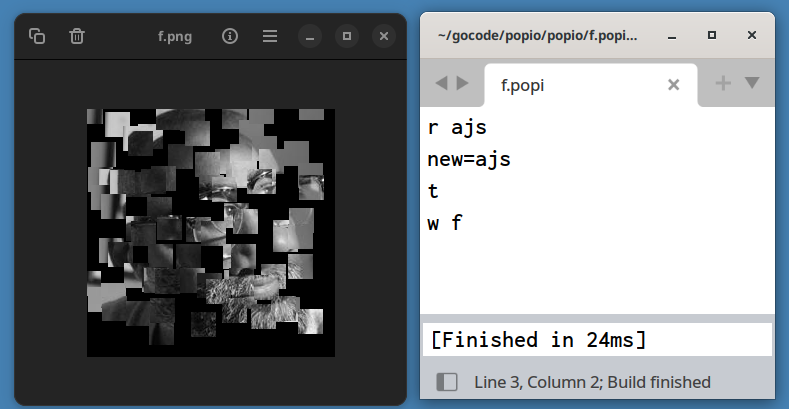 f.png
~/gocode/popio/popio/f.popi...
f.popi
r ajs
new=ajs
t
w f
[Finished in 24ms]
Line 3, Column 2; Build finished